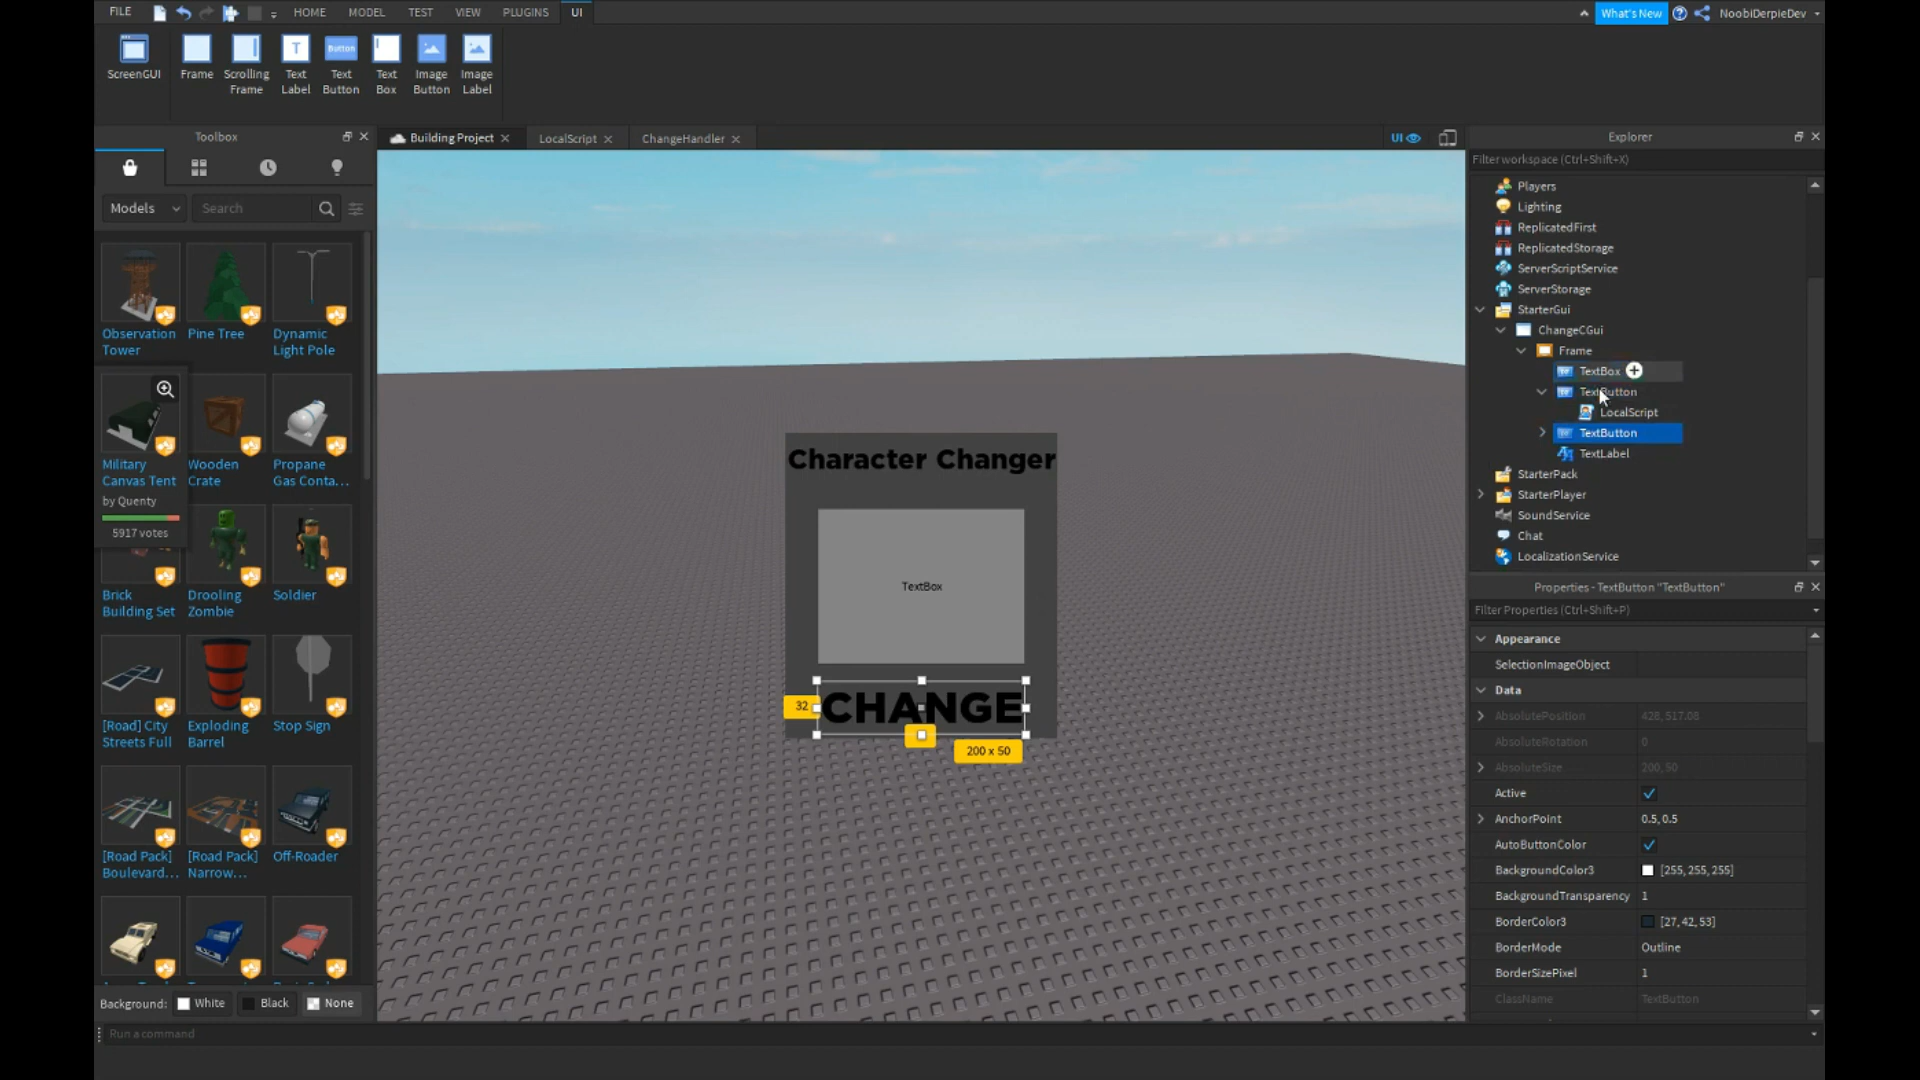 FILE
HOME
MODEL
TEST
VIEW
PLUGINS
UI
What's New
NoobiDerpieDev
ScreenGUI
Frame
Scrolling
Frame
Text
Label
Button
Text
Button
Text
Box
Image
Button
Image
Label
Toolbox
Building Project
LocalScript
ChangeHandler
UI
Explorer
Filter workspace (Ctrl+Shift+X)
Models
Search
Observation
Tower
Pine Tree
Dynamic
Light Pole
Military
Canvas Tent
by Quenty
5917 votes
Wooden
Crate
Propane
Gas Conta...
Brick
Building Set
Drooling
Zombie
Soldier
[Road] City
Streets Full
Exploding
Barrel
Stop Sign
[Road Pack]
Boulevard...
[Road Pack]
Narrow...
Off-Roader
Background:
White
Black
None
Run a command
Character Changer
TextBox
CHANGE
32
200 x 50
Players
Lighting
ReplicatedFirst
ReplicatedStorage
ServerScriptService
ServerStorage
StarterGui
ChangeCGui
Frame
TextBox
TextButton
LocalScript
TextButton
TextLabel
StarterPack
StarterPlayer
SoundService
Chat
LocalizationService
Properties - TextButton "TextButton"
Filter Properties (Ctrl+Shift+P)
Appearance
SelectionImageObject
Data
AbsolutePosition 428, 517.08
AbsoluteRotation 0
AbsoluteSize 200, 50
Active
AnchorPoint 0.5, 0.5
AutoButtonColor
BackgroundColor3 [255, 255, 255]
BackgroundTransparency 1
BorderColor3 [27, 42, 53]
BorderMode Outline
BorderSizePixel 1
ClassName TextButton